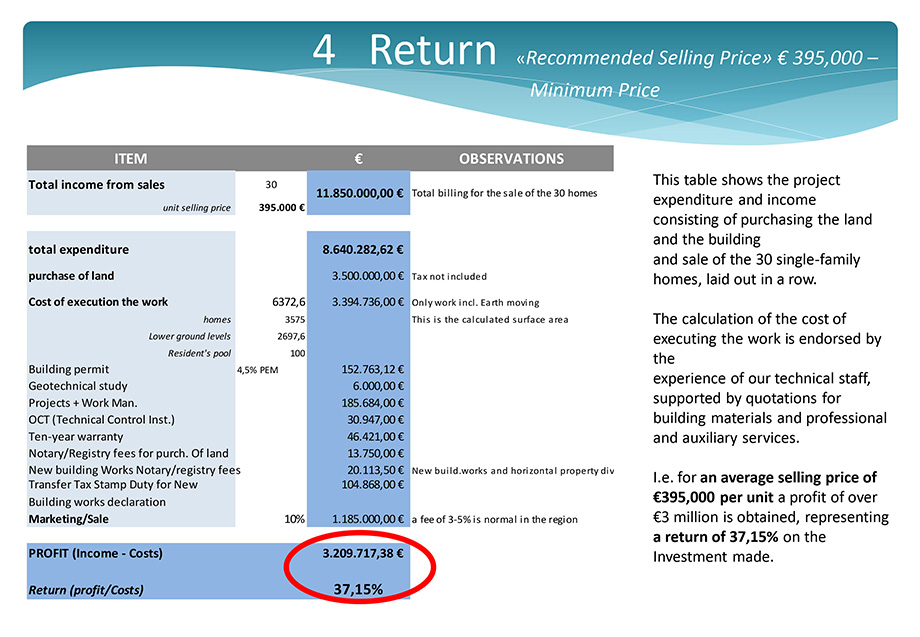 4 Return «Recommended Selling Price» € 395,000 –
Minimum Price
ITEM € OBSERVATIONS
Total income from sales 30 11.850.000,00 € Total billing for the sale of the 30 homes
unit selling price 395.000 €
total expenditure 8.640.282,62 €
purchase of land 3.500.000,00 € Tax not included
Cost of execution the work 6372,6 3.394.736,00 € Only work incl. Earth moving
homes 3575 This is the calculated surface area
Lower ground levels 2697,6
Resident's pool 100
Building permit 4,5% PEM 152.763,12 €
Geotechnical study 6.000,00 €
Projects + Work Man. 185.684,00 €
OCT (Technical Control Inst.) 30.947,00 €
Ten-year warranty 46.421,00 €
Notary/Registry fees for purch. Of land 13.750,00 €
New building Works Notary/registry fees 20.113,50 € New build.works and horizontal property div
Transfer Tax Stamp Duty for New 104.868,00 €
Building works declaration
Marketing/Sale 10% 1.185.000,00 € a fee of 3-5% is normal in the region
PROFIT (Income - Costs) 3.209.717,38 €
Return (profit/Costs) 37,15%
This table shows the project
expenditure and income
consisting of purchasing the land
and the building
and sale of the 30 single-family
homes, laid out in a row.
The calculation of the cost of
executing the work is endorsed by
the
experience of our technical staff,
supported by quotations for
building materials and professional
and auxiliary services.
I.e. for an average selling price of
€395,000 per unit a profit of over
€3 million is obtained, representing
a return of 37,15% on the
Investment made.